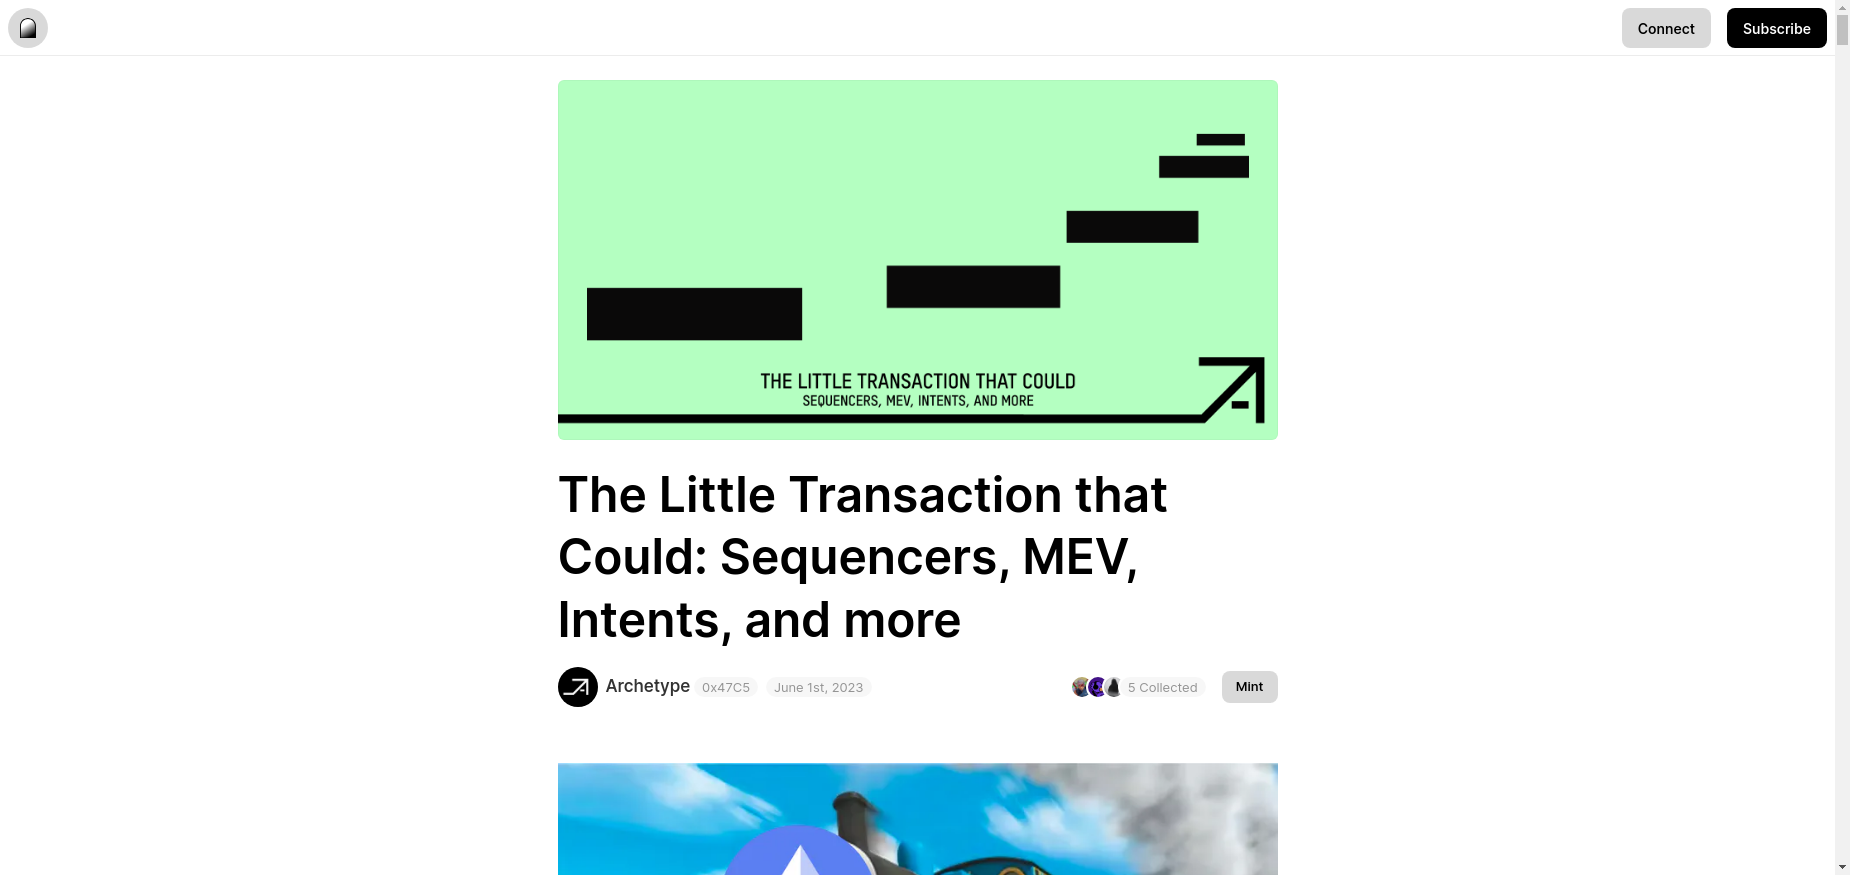 Connect
Subscribe
THE LITTLE TRANSACTION THAT COULD
SEQUENCERS, MEV, INTENTS, AND MORE
The Little Transaction that
Could: Sequencers, MEV,
Intents, and more
Archetype
0x47C5
June 1st, 2023
5 Collected
Mint